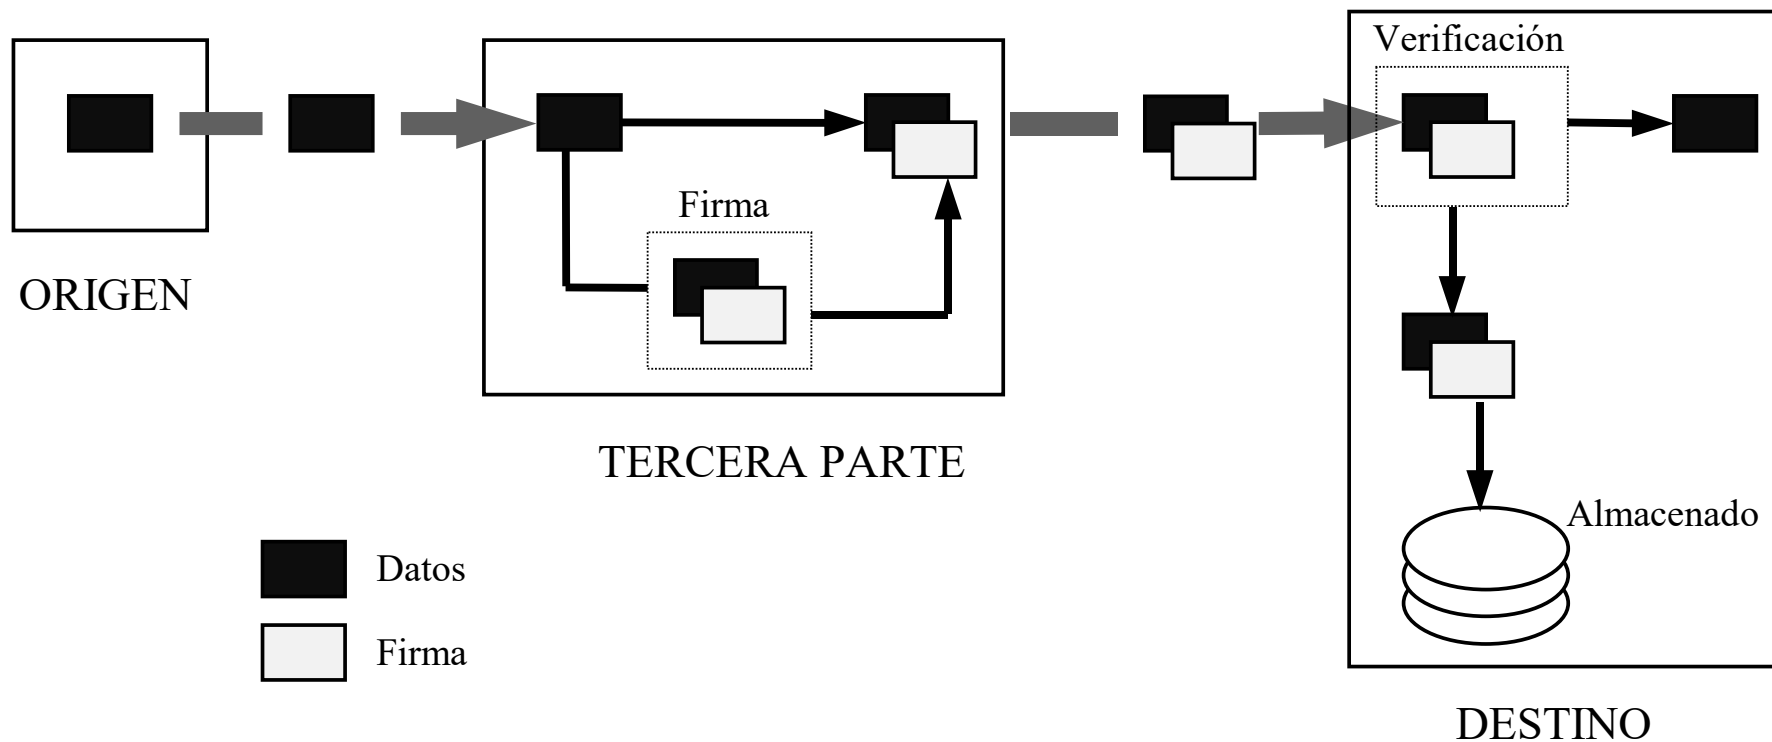 Verificación
Firma
ORIGEN
TERCERA PARTE
Almacenado
Datos
Firma
DESTINO